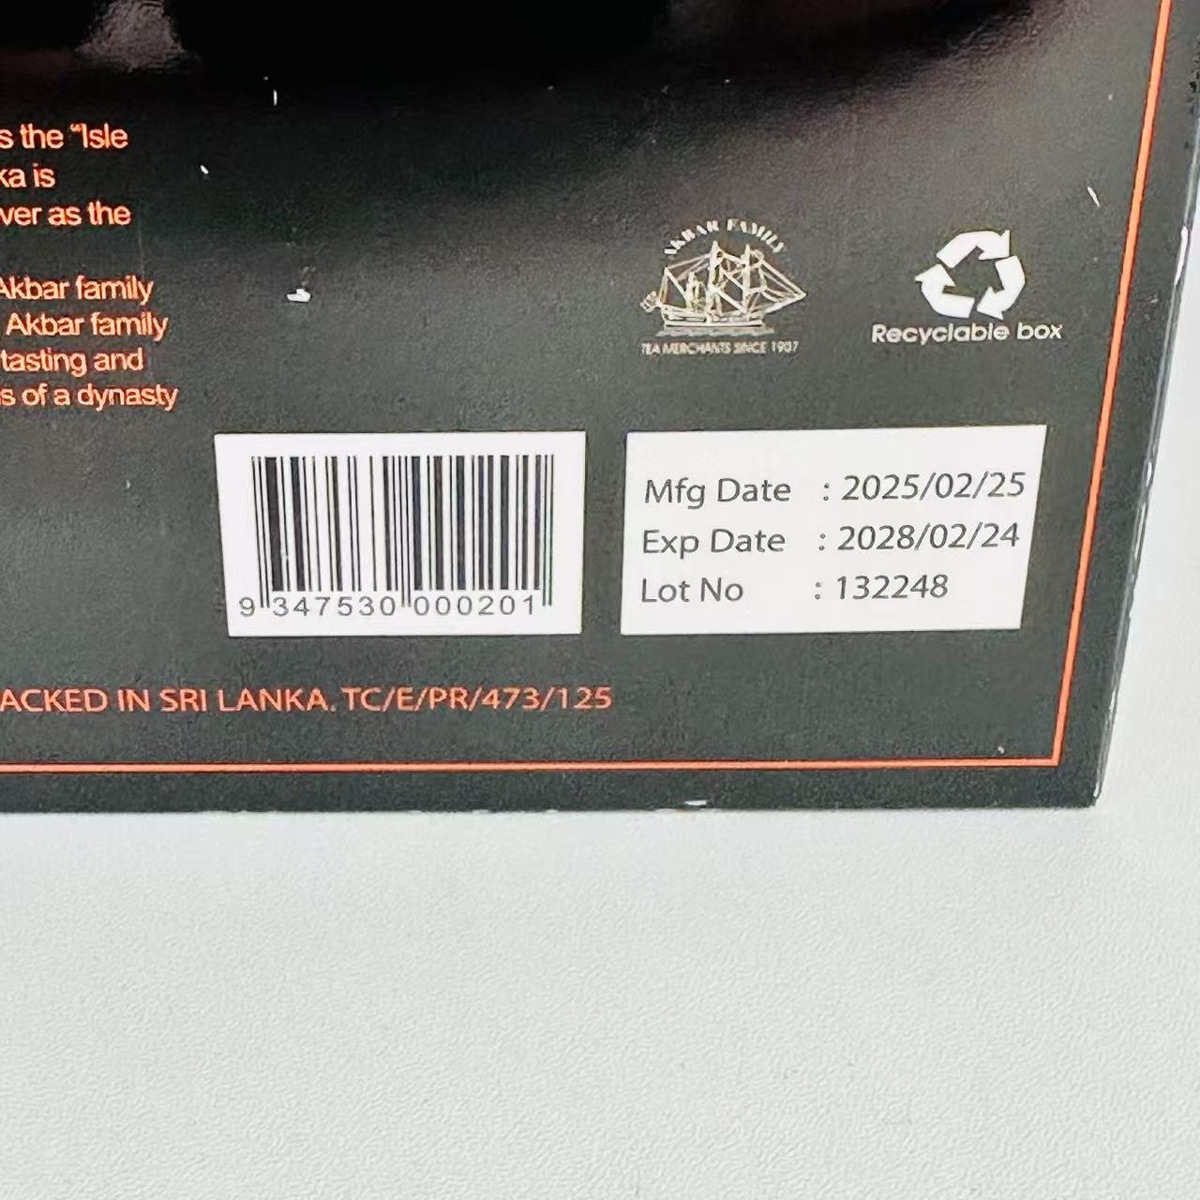 s the "Isle
ka is
ver as the
Akbar family
Akbar family
tasting and
s of a dynasty
AKBAR FAMILY
TEA MERCHANTS SINCE 1907
Recyclable box
9 347530 000201
Mfg Date : 2025/02/25
Exp Date : 2028/02/24
Lot No : 132248
ACKED IN SRI LANKA. TC/E/PR/473/125